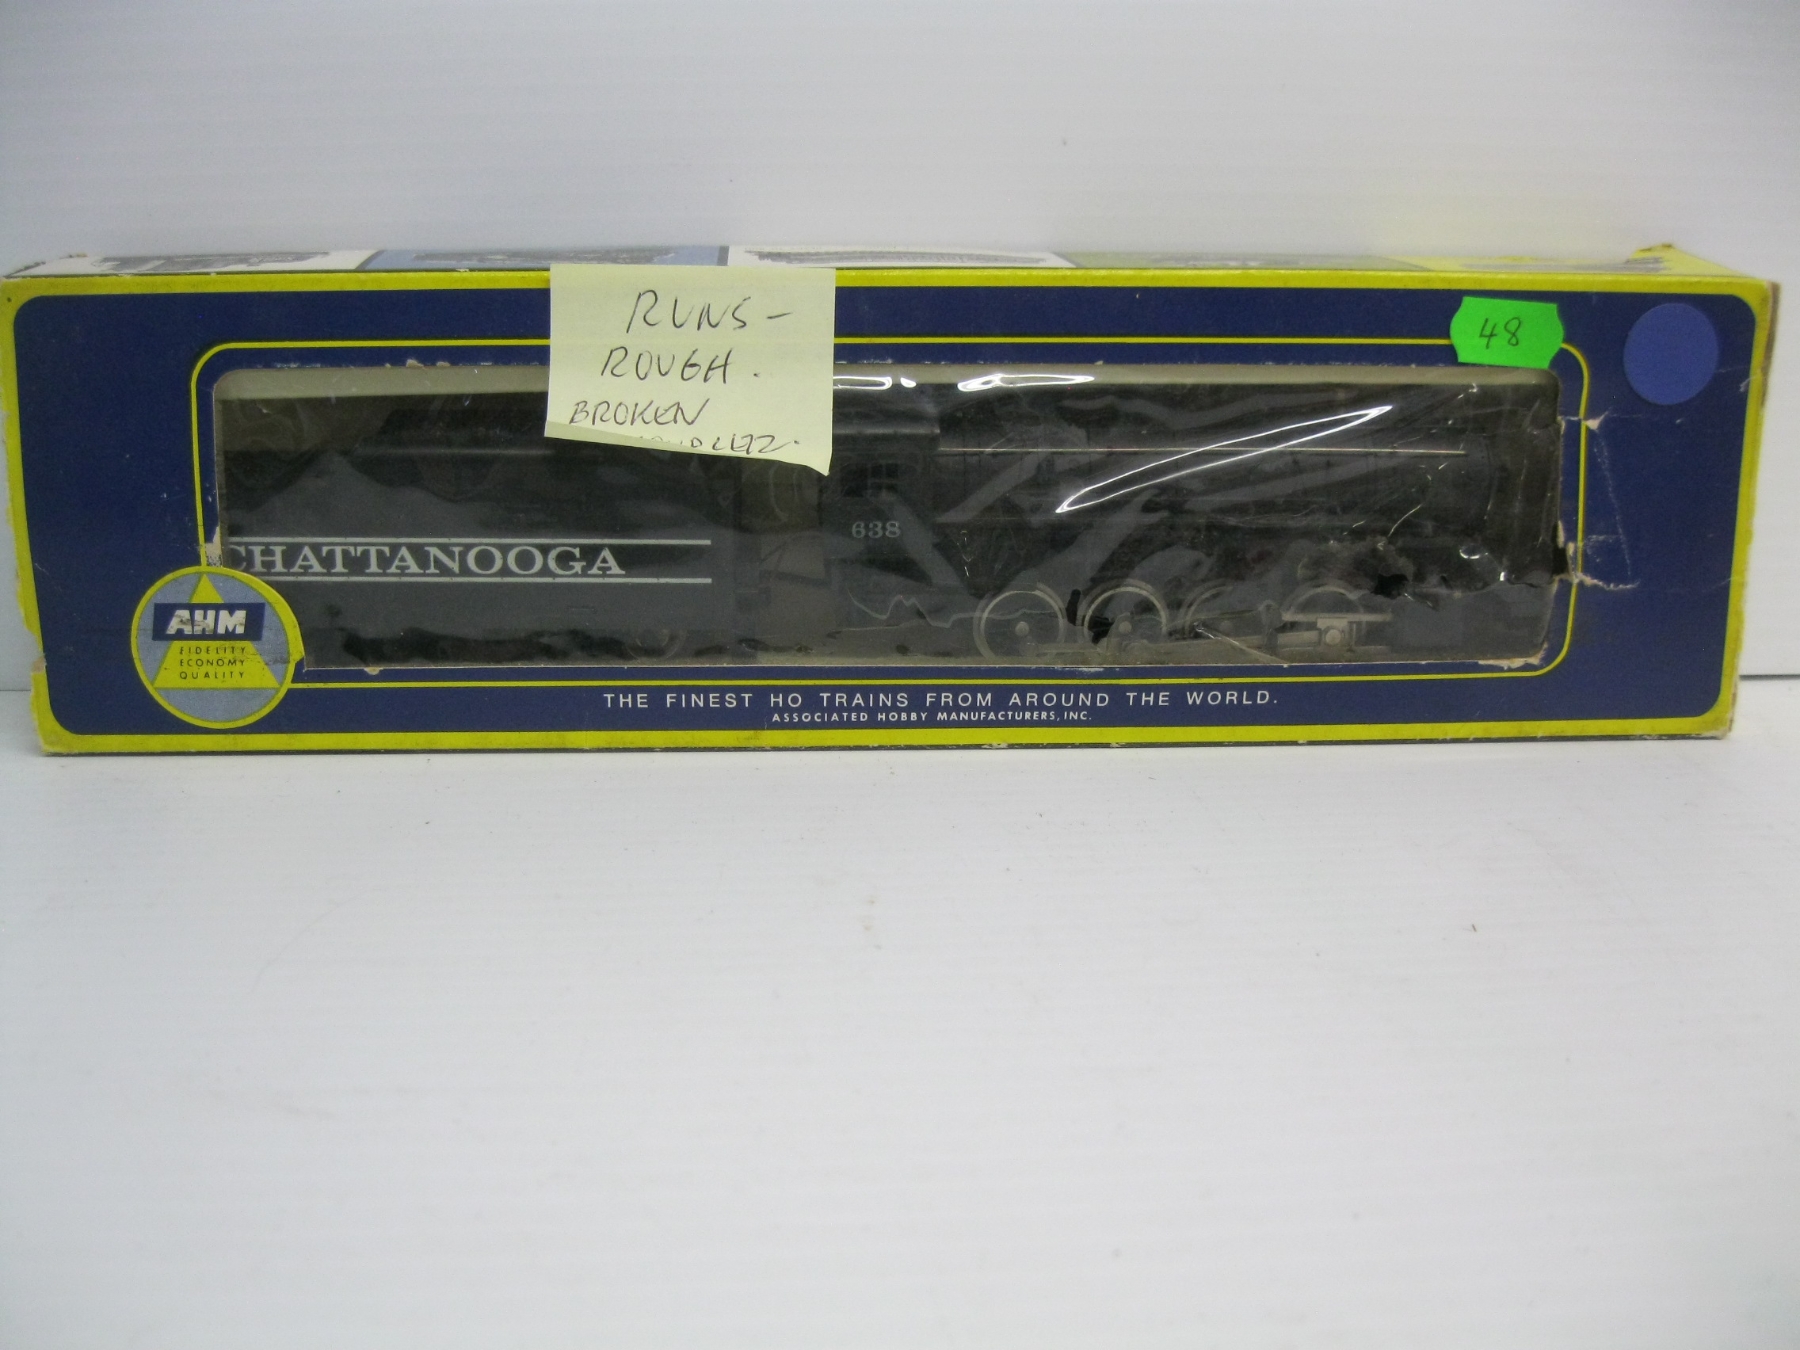 RUNS -
ROUGH.
BROKEN
48
638
CHATTANOOGA
AHM
FIDELITY
ECONOMY
QUALITY
THE FINEST HO TRAINS FROM AROUND THE WORLD.
ASSOCIATED HOBBY MANUFACTURERS, INC.